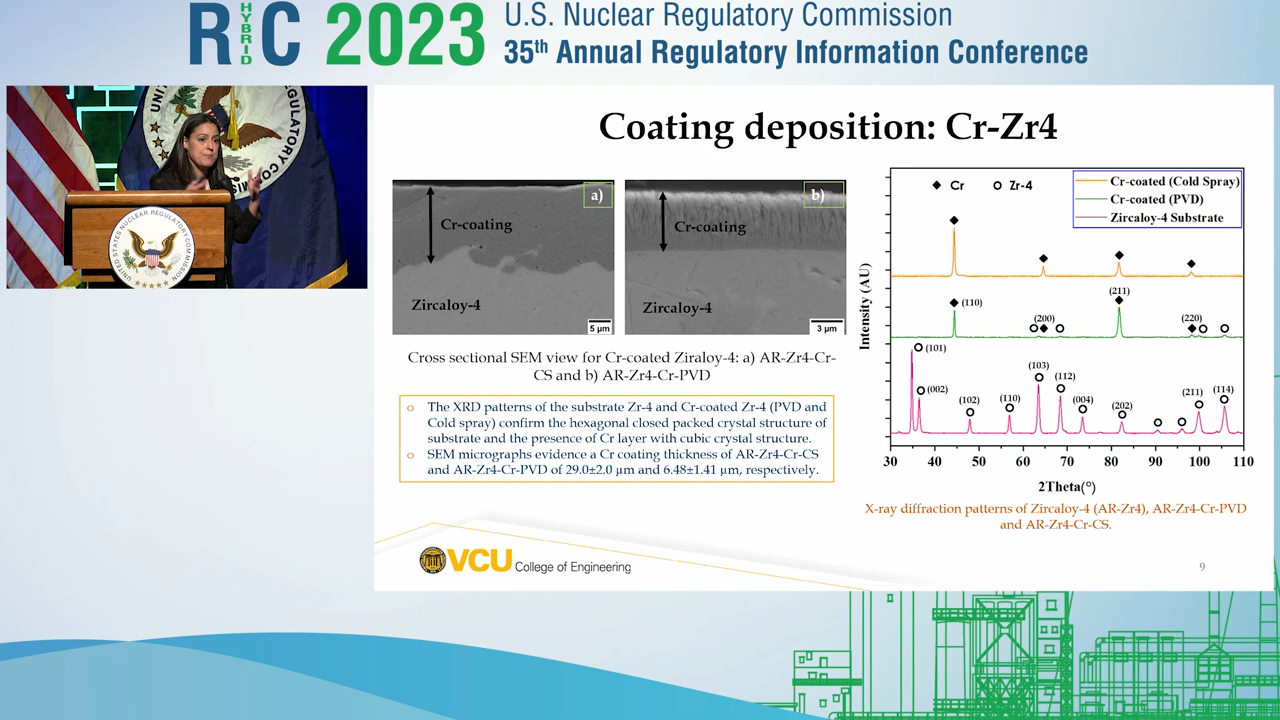 RIC 2023
HYBRID
U.S. Nuclear Regulatory Commission
35th Annual Regulatory Information Conference
UNITED STATES NUCLEAR REGULATORY COMMISSION
Coating deposition: Cr-Zr4
a)
Cr-coating
Zircaloy-4
5 µm
b)
Cr-coating
Zircaloy-4
3 µm
Cross sectional SEM view for Cr-coated Ziraloy-4: a) AR-Zr4-Cr-
CS and b) AR-Zr4-Cr-PVD
o The XRD patterns of the substrate Zr-4 and Cr-coated Zr-4 (PVD and
Cold spray) confirm the hexagonal closed packed crystal structure of
substrate and the presence of Cr layer with cubic crystal structure.
o SEM micrographs evidence a Cr coating thickness of AR-Zr4-Cr-CS
and AR-Zr4-Cr-PVD of 29.0±2.0 µm and 6.48±1.41 µm, respectively.
Cr Zr-4
Cr-coated (Cold Spray)
Cr-coated (PVD)
Zircaloy-4 Substrate
Intensity (AU)
(110) (200) (211) (220)
(101) (002) (102) (110) (103) (112) (004) (202) (211) (114)
30 40 50 60 70 80 90 100 110
2Theta(°)
X-ray diffraction patterns of Zircaloy-4 (AR-Zr4), AR-Zr4-Cr-PVD
and AR-Zr4-Cr-CS.
VCU College of Engineering
9